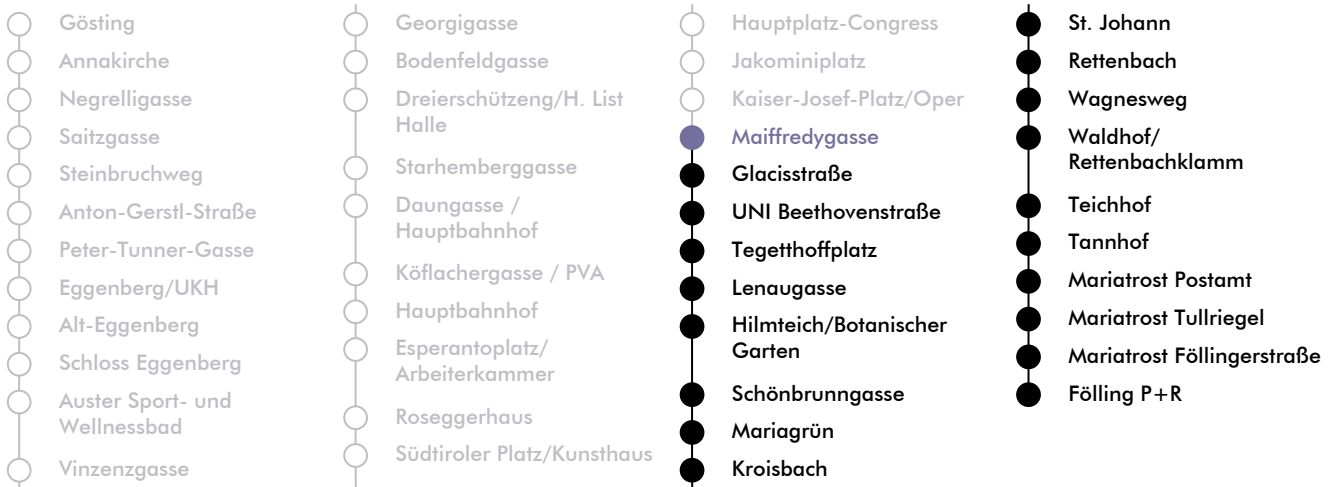 Gösting
Annakirche
Negrelligasse
Saitzgasse
Steinbruchweg
Anton-Gerstl-Straße
Peter-Tunner-Gasse
Eggenberg/UKH
Alt-Eggenberg
Schloss Eggenberg
Auster Sport- und
Wellnessbad
Vinzenzgasse
Georgigasse
Bodenfeldgasse
Dreierschützeng/H. List
Halle
Starhemberggasse
Daungasse /
Hauptbahnhof
Köflachergasse / PVA
Hauptbahnhof
Esperantoplatz/
Arbeiterkammer
Roseggerhaus
Südtiroler Platz/Kunsthaus
Hauptplatz-Congress
Jakominiplatz
Kaiser-Josef-Platz/Oper
Maiffredygasse
Glacisstraße
UNI Beethovenstraße
Tegetthoffplatz
Lenaugasse
Hilmteich/Botanischer
Garten
Schönbrunngasse
Mariagrün
Kroisbach
St. Johann
Rettenbach
Wagnesweg
Waldhof/
Rettenbachklamm
Teichhof
Tannhof
Mariatrost Postamt
Mariatrost Tullriegel
Mariatrost Föllingerstraße
Fölling P+R